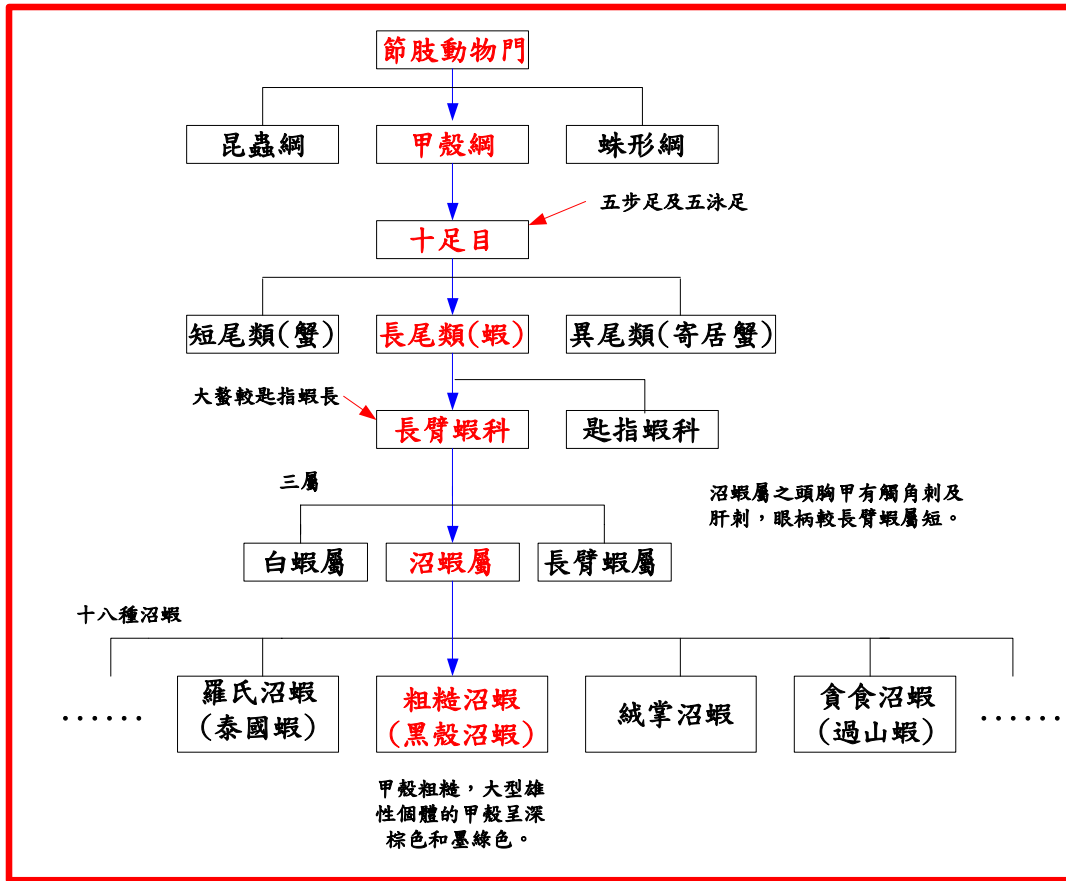 節肢動物門
昆蟲綱
甲殼綱
蛛形綱
五步足及五泳足
十足目
短尾類(蟹)
長尾類(蝦)
異尾類(寄居蟹)
大螯較匙指蝦長
長臂蝦科
匙指蝦科
三屬
沼蝦屬之頭胸甲有觸角刺及
肝刺，眼柄較長臂蝦屬短。
白蝦屬
沼蝦屬
長臂蝦屬
十八種沼蝦
……
羅氏沼蝦
(泰國蝦)
粗糙沼蝦
(黑殼沼蝦)
絨掌沼蝦
貪食沼蝦
(過山蝦)
……
甲殼粗糙，大型雄
性個體的甲殼呈深
棕色和墨綠色。